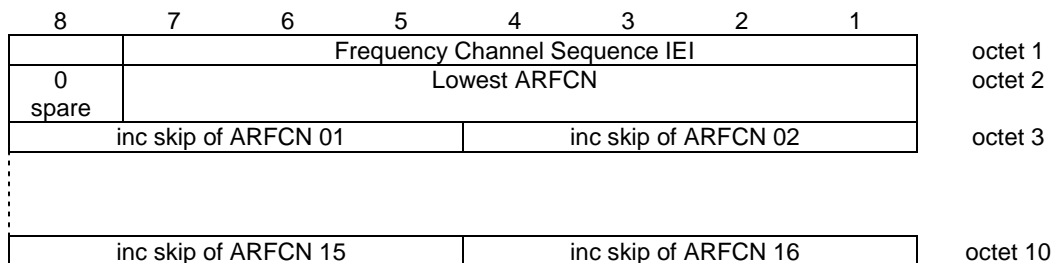 8 7 6 5 4 3 2 1
Frequency Channel Sequence IEI octet 1
0 Lowest ARFCN octet 2
spare
inc skip of ARFCN 01 inc skip of ARFCN 02 octet 3
inc skip of ARFCN 15 inc skip of ARFCN 16 octet 10